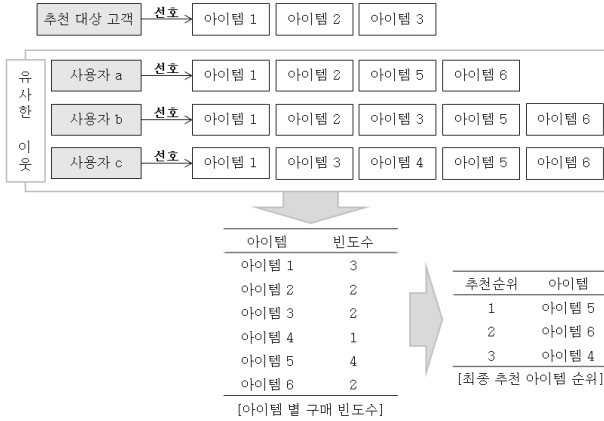 추천 대상 고객 선호 아이템 1 아이템 2 아이템 3
유사한 이웃
사용자 a 선호 아이템 1 아이템 2 아이템 5 아이템 6
사용자 b 선호 아이템 1 아이템 2 아이템 3 아이템 5 아이템 6
사용자 c 선호 아이템 1 아이템 3 아이템 4 아이템 5 아이템 6
아이템 빈도수
아이템 1 3
아이템 2 2
아이템 3 2
아이템 4 1
아이템 5 4
아이템 6 2
[아이템 별 구매 빈도수]
추천순위 아이템
1 아이템 5
2 아이템 6
3 아이템 4
[최종 추천 아이템 순위]